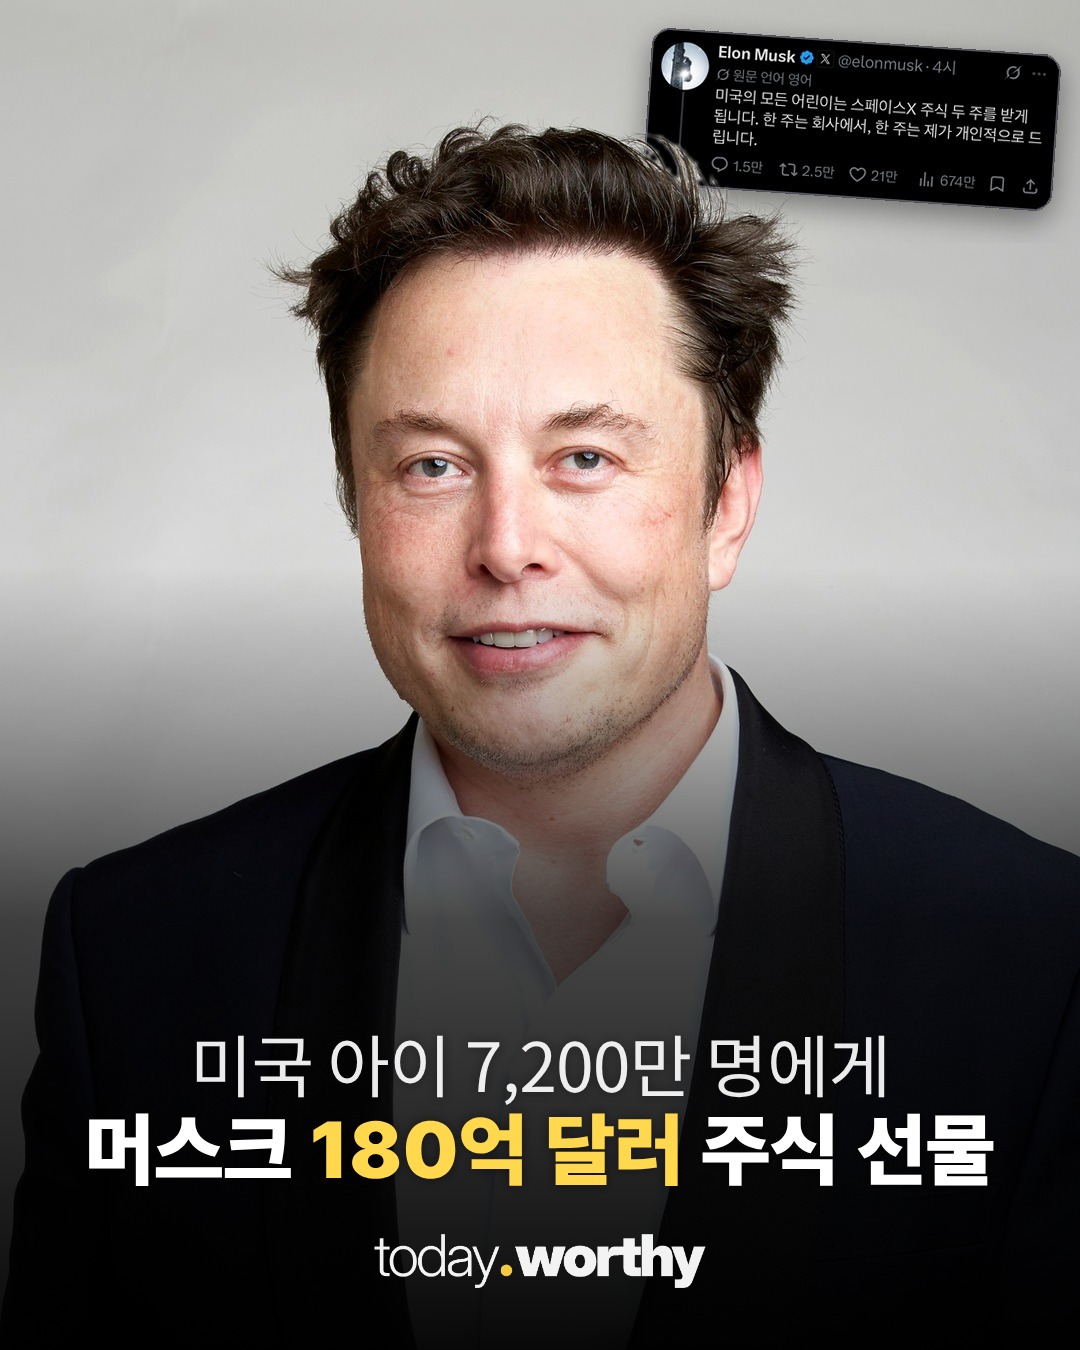 Elon Musk @elonmusk · 4시
원문 언어 영어
미국의 모든 어린이는 스페이스X 주식 두 주를 받게
됩니다. 한 주는 회사에서, 한 주는 제가 개인적으로 드
립니다.
1.5만 2.5만 21만 674만
미국 아이 7,200만 명에게
머스크 180억 달러 주식 선물
today.worthy